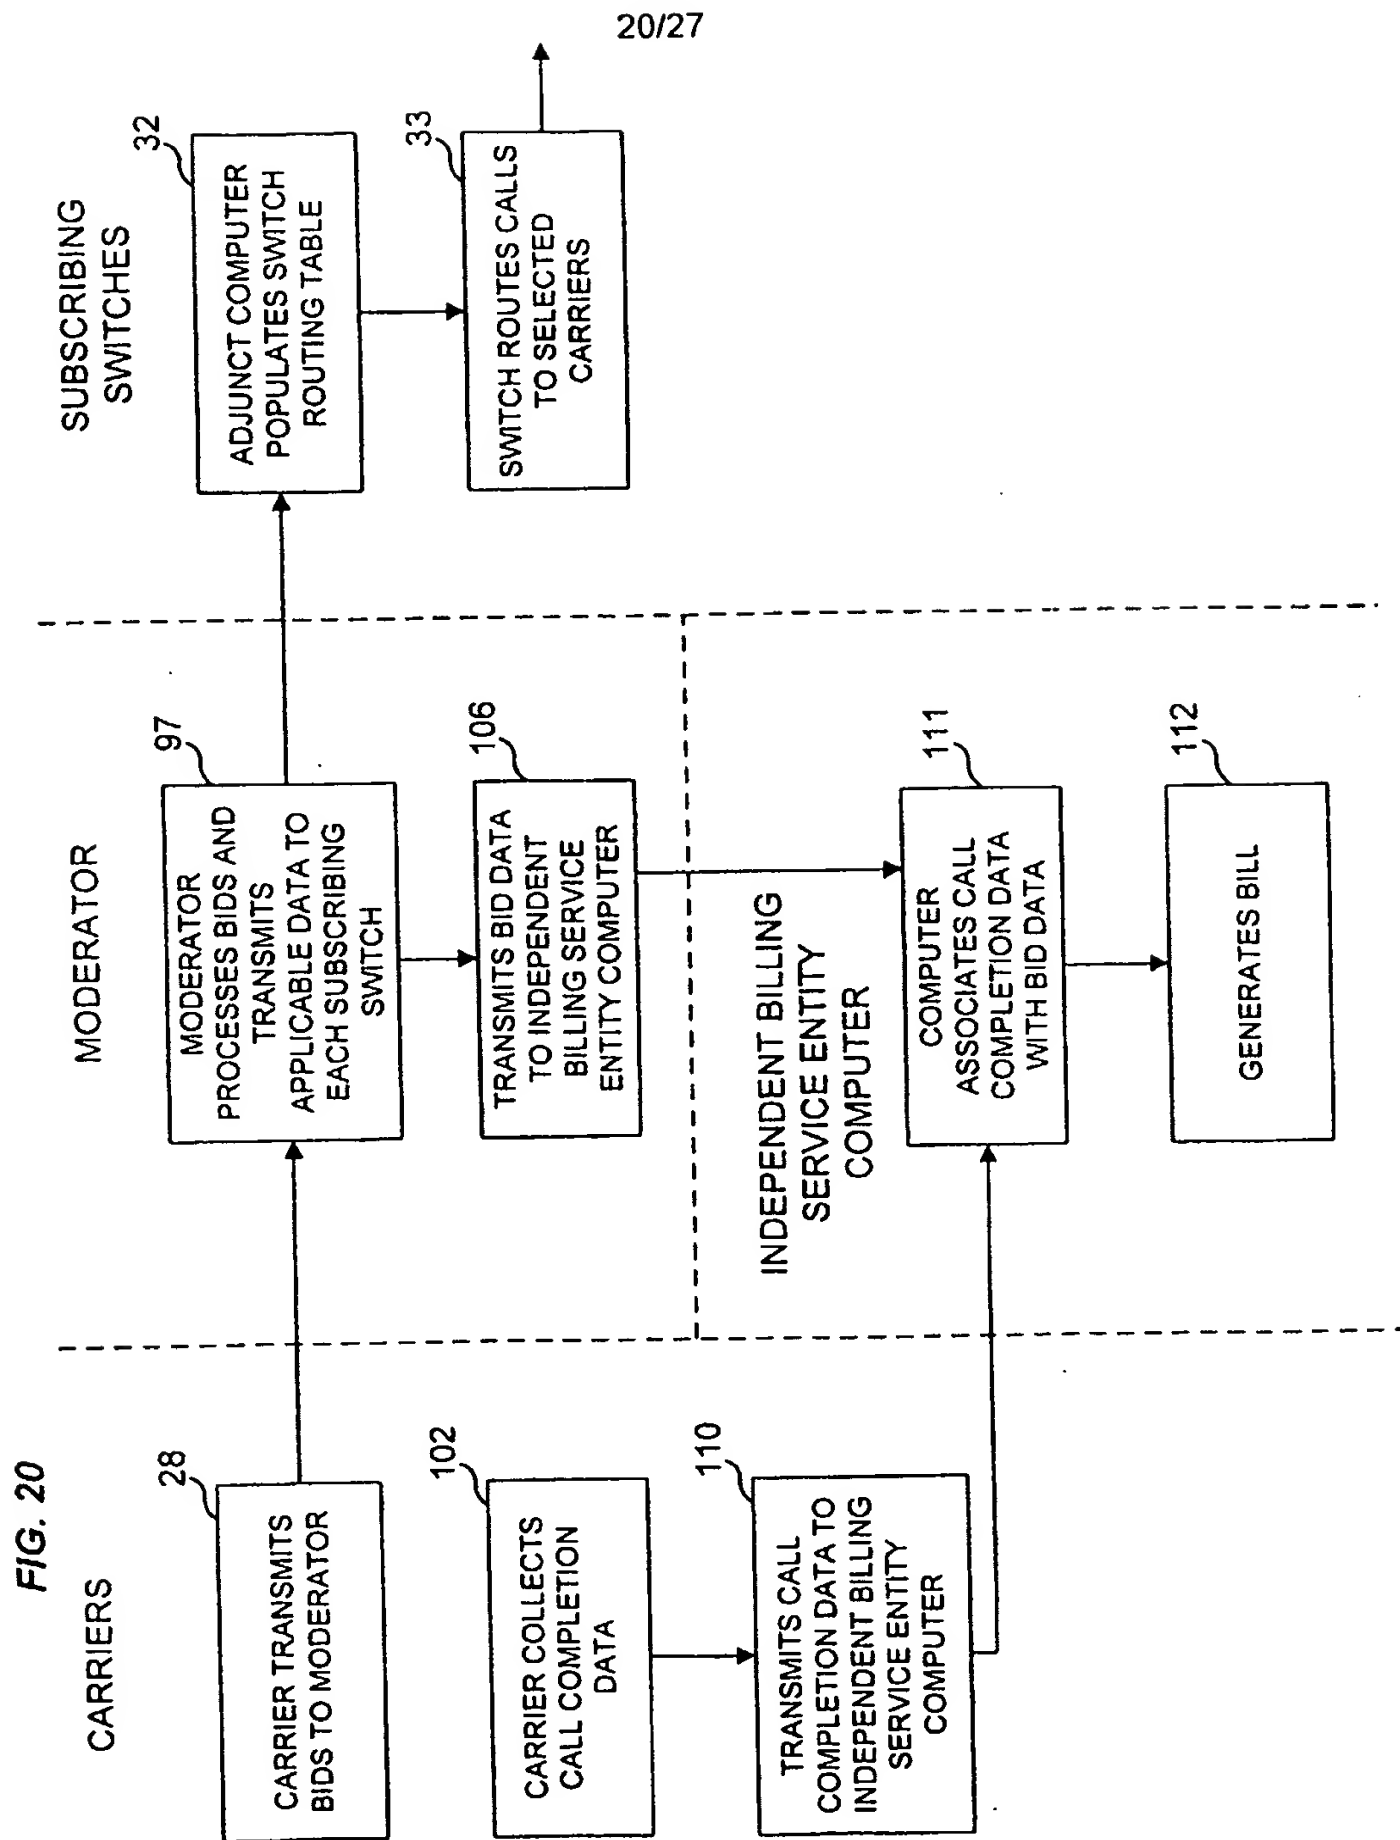 20/27
FIG. 20
CARRIERS
28
CARRIER TRANSMITS
BIDS TO MODERATOR
102
CARRIER COLLECTS
CALL COMPLETION
DATA
110
TRANSMITS CALL
COMPLETION DATA TO
INDEPENDENT BILLING
SERVICE ENTITY
COMPUTER
MODERATOR
97
MODERATOR
PROCESSES BIDS AND
TRANSMITS
APPLICABLE DATA TO
EACH SUBSCRIBING
SWITCH
106
TRANSMITS BID DATA
TO INDEPENDENT
BILLING SERVICE
ENTITY COMPUTER
INDEPENDENT BILLING
SERVICE ENTITY
COMPUTER
111
COMPUTER
ASSOCIATES CALL
COMPLETION DATA
WITH BID DATA
112
GENERATES BILL
SUBSCRIBING
SWITCHES
32
ADJUNCT COMPUTER
POPULATES SWITCH
ROUTING TABLE
33
SWITCH ROUTES CALLS
TO SELECTED
CARRIERS